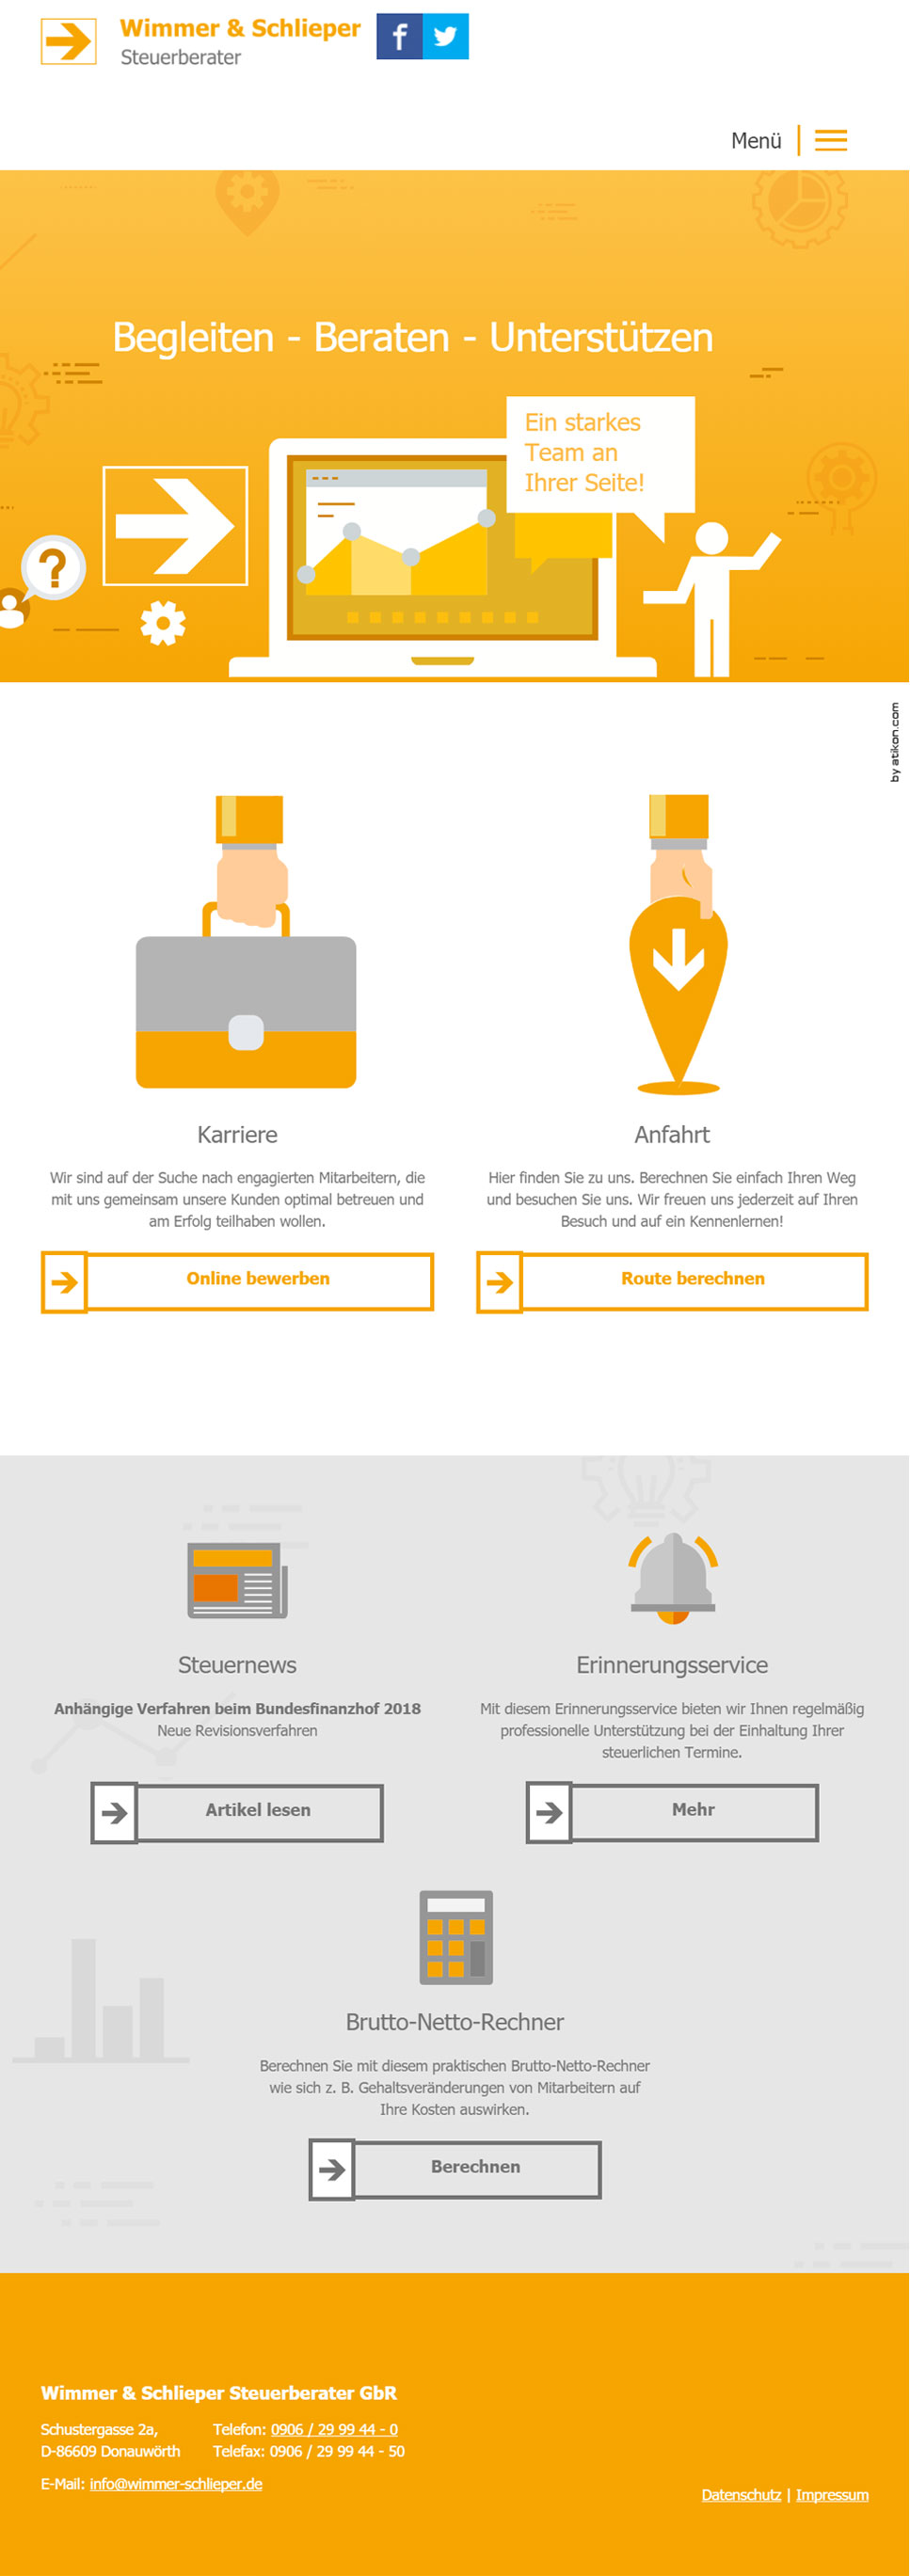 Wimmer & Schlieper
Steuerberater
Menü
Begleiten - Beraten - Unterstützen
Ein starkes
Team an
Ihrer Seite!
?
by atikon.com
Karriere
Wir sind auf der Suche nach engagierten Mitarbeitern, die
mit uns gemeinsam unsere Kunden optimal betreuen und
am Erfolg teilhaben wollen.
Online bewerben
Anfahrt
Hier finden Sie zu uns. Berechnen Sie einfach Ihren Weg
und besuchen Sie uns. Wir freuen uns jederzeit auf Ihren
Besuch und auf ein Kennenlernen!
Route berechnen
Steuernews
Anhängige Verfahren beim Bundesfinanzhof 2018
Neue Revisionsverfahren
Artikel lesen
Erinnerungsservice
Mit diesem Erinnerungsservice bieten wir Ihnen regelmäßig
professionelle Unterstützung bei der Einhaltung Ihrer
steuerlichen Termine.
Mehr
Brutto-Netto-Rechner
Berechnen Sie mit diesem praktischen Brutto-Netto-Rechner
wie sich z. B. Gehaltsveränderungen von Mitarbeitern auf
Ihre Kosten auswirken.
Berechnen
Wimmer & Schlieper Steuerberater GbR
Schustergasse 2a,
D-86609 Donauwörth
Telefon: 0906 / 29 99 44 - 0
Telefax: 0906 / 29 99 44 - 50
E-Mail: info@wimmer-schlieper.de
Datenschutz | Impressum